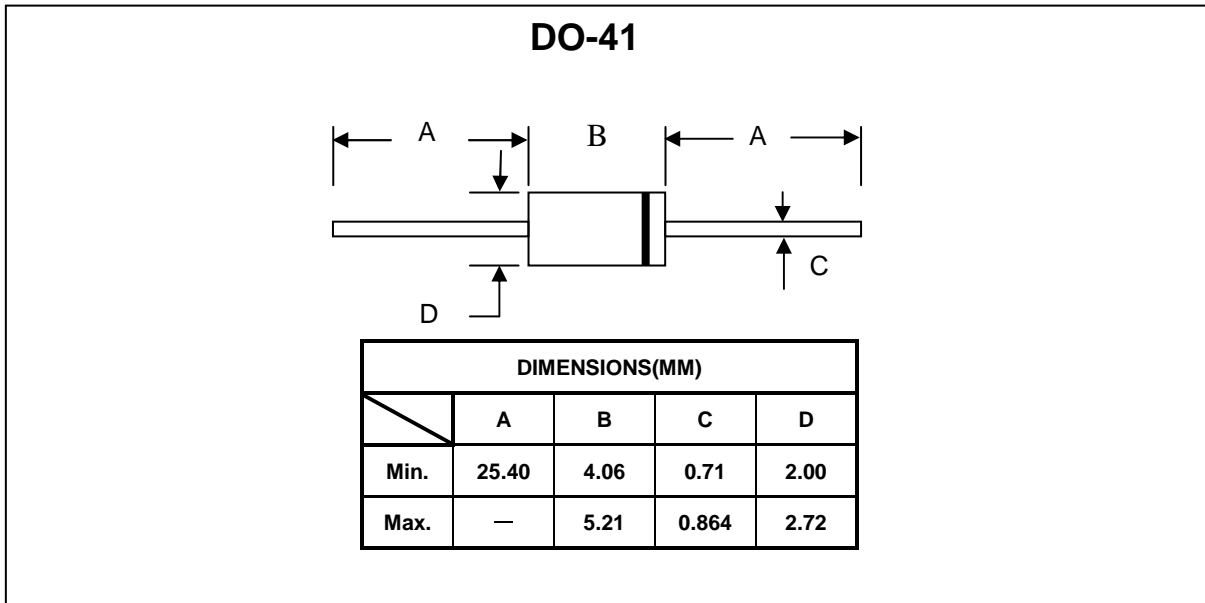 DO-41
A B A
C
D
DIMENSIONS(MM)
A B C D
Min. 25.40 4.06 0.71 2.00
Max. — 5.21 0.864 2.72